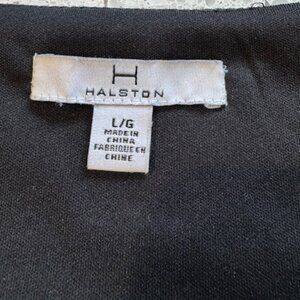 H
HALSTON
L/G
MADE IN
CHINA
FABRIQUE EN
CHINE